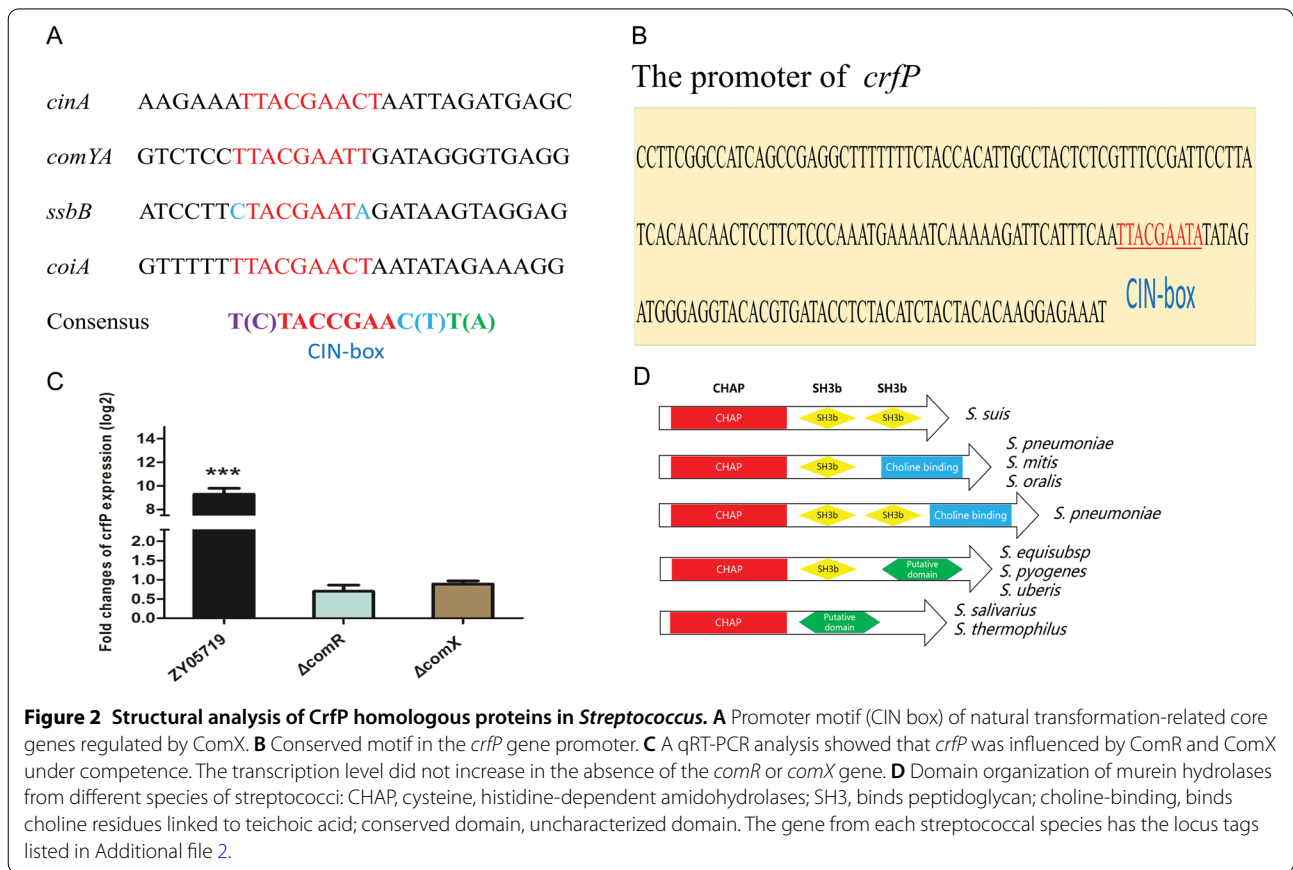 A
cinA AAGAAATTACGAACTAATTAGATGAGC
comYA GTCTCCTTACGAATTGATAGGGTGAGG
ssbB ATCCTTCTACGAATAGATAAGTAGGAG
coiA GTTTTTTTACGAACTAATATAGAAAGG
Consensus T(C)TACCGAAC(T)T(A)
CIN-box
B
The promoter of crfP
CCTTCGGCCATCAGCCGAGGCTTTTTTTCTACCACATTGCCTACTCTCGTTTCCGATTCCTTA
TCACAACAACTCCTTCTCCCAAATGAAAATCAAAAAGATTCATTTCAATTACGAATATATAG
ATGGGAGGTACACGTGATACCTCTACATCTACTACACAAGGAGAAAT
CIN-box
C
Fold changes of crfP expression (log2)
14
12
10
8
2.0
1.5
1.0
0.5
0.0
***
ZY05719
ΔcomR
ΔcomX
D
CHAP SH3b SH3b
CHAP SH3b SH3b S. suis
CHAP SH3b Choline binding S. pneumoniae
S. mitis
S. oralis
CHAP SH3b SH3b Choline binding S. pneumoniae
CHAP SH3b Putative domain S. equisubsp
S. pyogenes
S. uberis
CHAP Putative domain S. salivarius
S. thermophilus
Figure 2 Structural analysis of CrfP homologous proteins in Streptococcus. A Promoter motif (CIN box) of natural transformation-related core
genes regulated by ComX. B Conserved motif in the crfP gene promoter. C A qRT-PCR analysis showed that crfP was influenced by ComR and ComX
under competence. The transcription level did not increase in the absence of the comR or comX gene. D Domain organization of murein hydrolases
from different species of streptococci: CHAP, cysteine, histidine-dependent amidohydrolases; SH3, binds peptidoglycan; choline-binding, binds
choline residues linked to teichoic acid; conserved domain, uncharacterized domain. The gene from each streptococcal species has the locus tags
listed in Additional file 2.